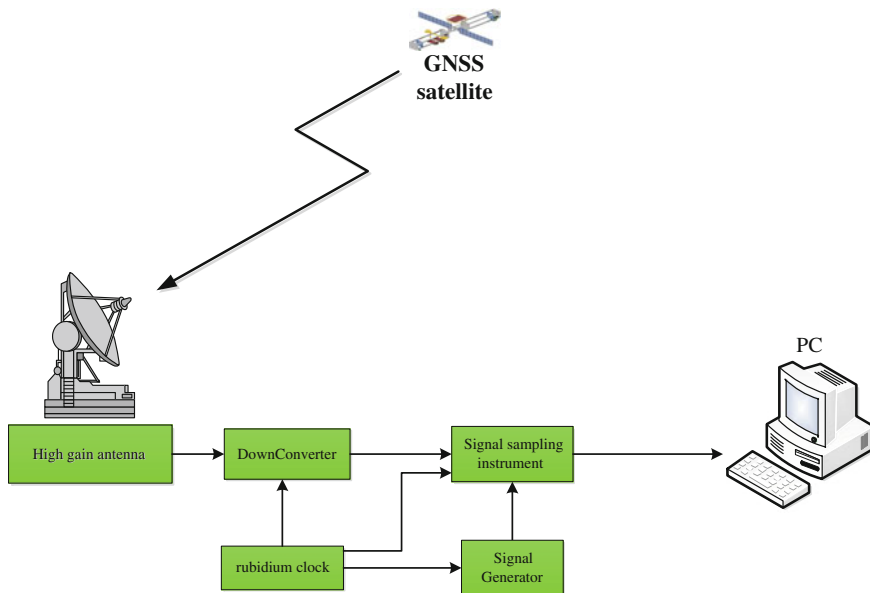 GNSS
satellite
PC
High gain antenna
DownConverter
Signal sampling
instrument
rubidium clock
Signal
Generator